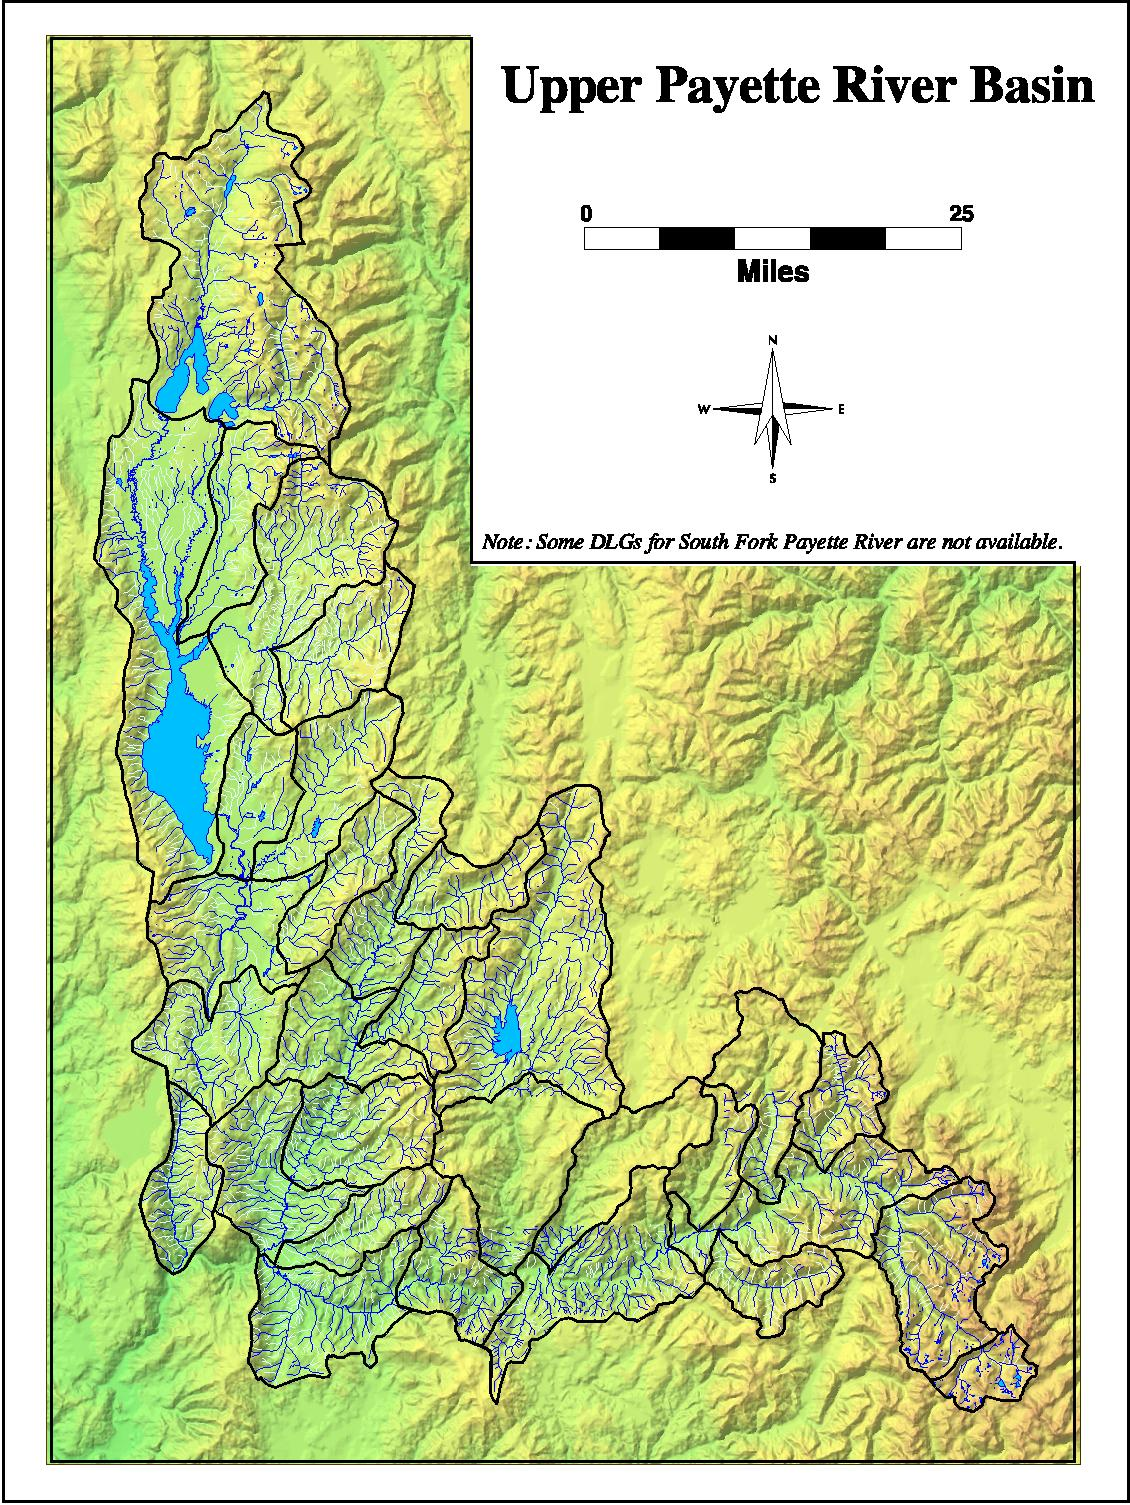 Upper Payette River Basin
0 25
Miles
N
W E
S
Note: Some DLGs for South Fork Payette River are not available.